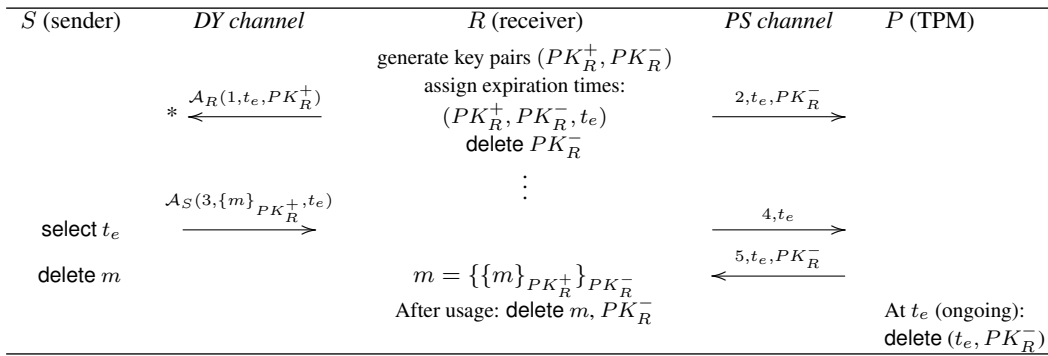 S (sender) DY channel R (receiver) PS channel P (TPM)
generate key pairs (PK_R^+, PK_R^-)
assign expiration times:
* A_R(1,t_e,PK_R^+) (PK_R^+, PK_R^-, t_e) 2,t_e,PK_R^-
delete PK_R^-
⋮
select t_e A_S(3,{m}_{PK_R^+},t_e) 4,t_e
delete m m = {{m}_{PK_R^+}}_{PK_R^-} 5,t_e,PK_R^-
After usage: delete m, PK_R^- At t_e (ongoing):
delete (t_e, PK_R^-)